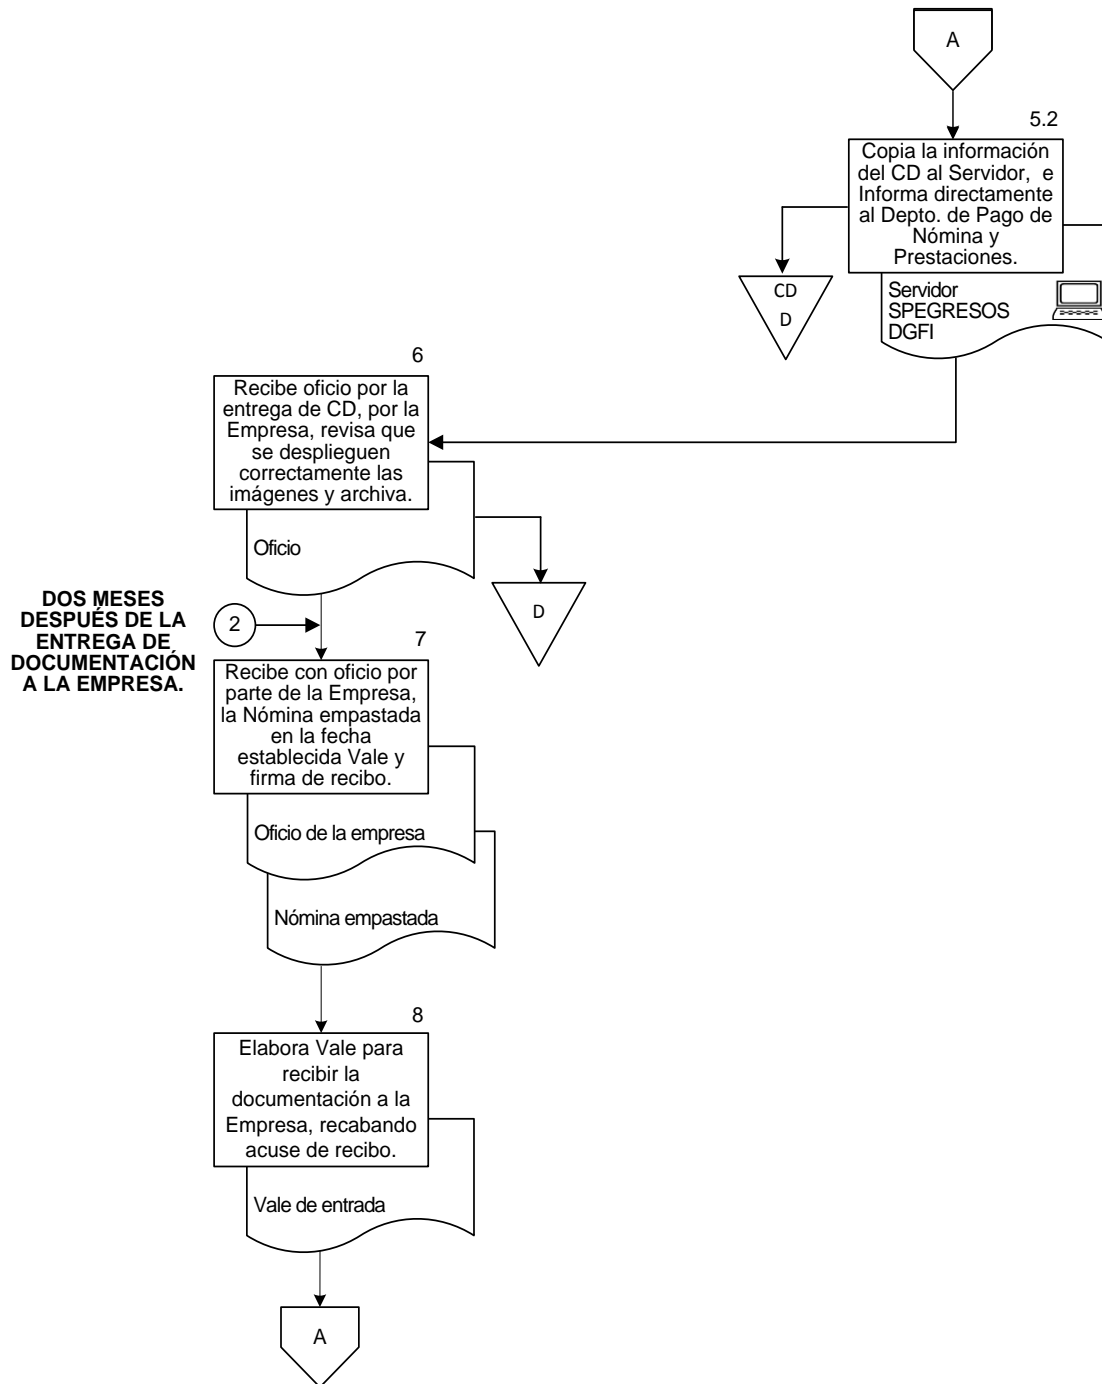 A
5.2
Copia la información
del CD al Servidor, e
Informa directamente
al Depto. de Pago de
Nómina y
Prestaciones.
CD
D
Servidor
SPEGRESOS
DGFI
6
Recibe oficio por la
entrega de CD, por la
Empresa, revisa que
se desplieguen
correctamente las
imágenes y archiva.
Oficio
D
DOS MESES
DESPUÉS DE LA
ENTREGA DE
DOCUMENTACIÓN
A LA EMPRESA.
2
7
Recibe con oficio por
parte de la Empresa,
la Nómina empastada
en la fecha
establecida Vale y
firma de recibo.
Oficio de la empresa
Nómina empastada
8
Elabora Vale para
recibir la
documentación a la
Empresa, recabando
acuse de recibo.
Vale de entrada
A